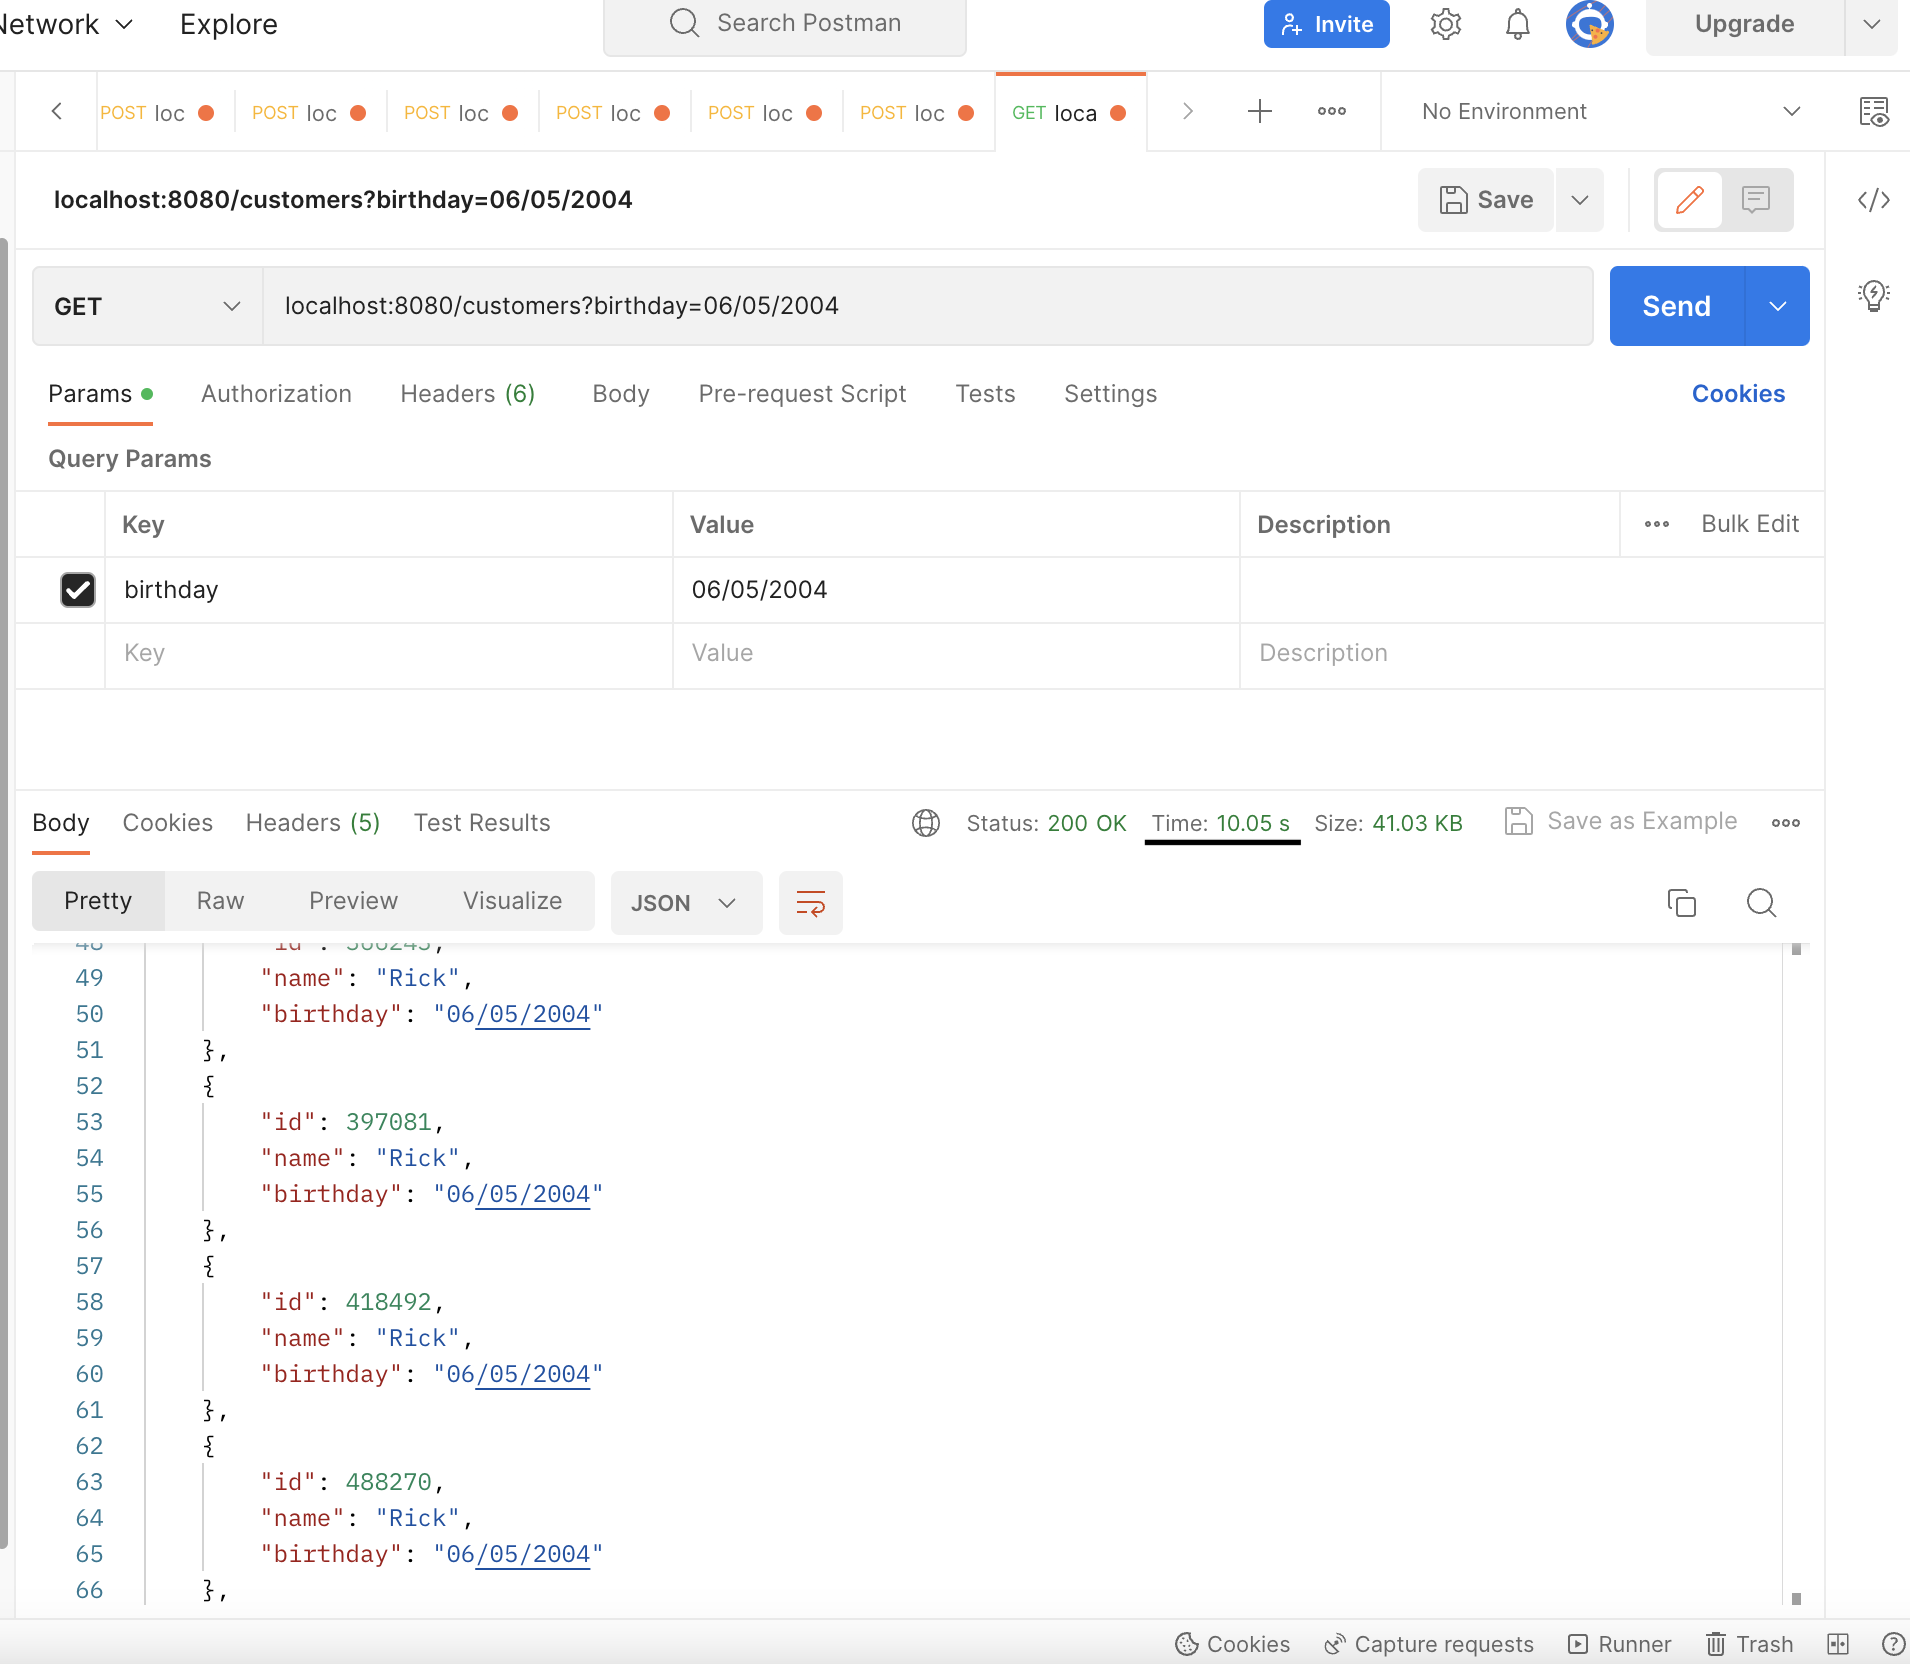 Network Explore Search Postman Invite Upgrade
POST loc POST loc POST loc POST loc POST loc POST loc GET loca No Environment
localhost:8080/customers?birthday=06/05/2004 Save
GET localhost:8080/customers?birthday=06/05/2004 Send
Params Authorization Headers (6) Body Pre-request Script Tests Settings Cookies
Query Params
Key Value Description Bulk Edit
birthday 06/05/2004
Key Value Description
Body Cookies Headers (5) Test Results Status: 200 OK Time: 10.05 s Size: 41.03 KB Save as Example
Pretty Raw Preview Visualize JSON
48 "id":
49 "name": "Rick",
50 "birthday": "06/05/2004"
51 },
52 {
53 "id": 397081,
54 "name": "Rick",
55 "birthday": "06/05/2004"
56 },
57 {
58 "id": 418492,
59 "name": "Rick",
60 "birthday": "06/05/2004"
61 },
62 {
63 "id": 488270,
64 "name": "Rick",
65 "birthday": "06/05/2004"
66 },
Cookies Capture requests Runner Trash